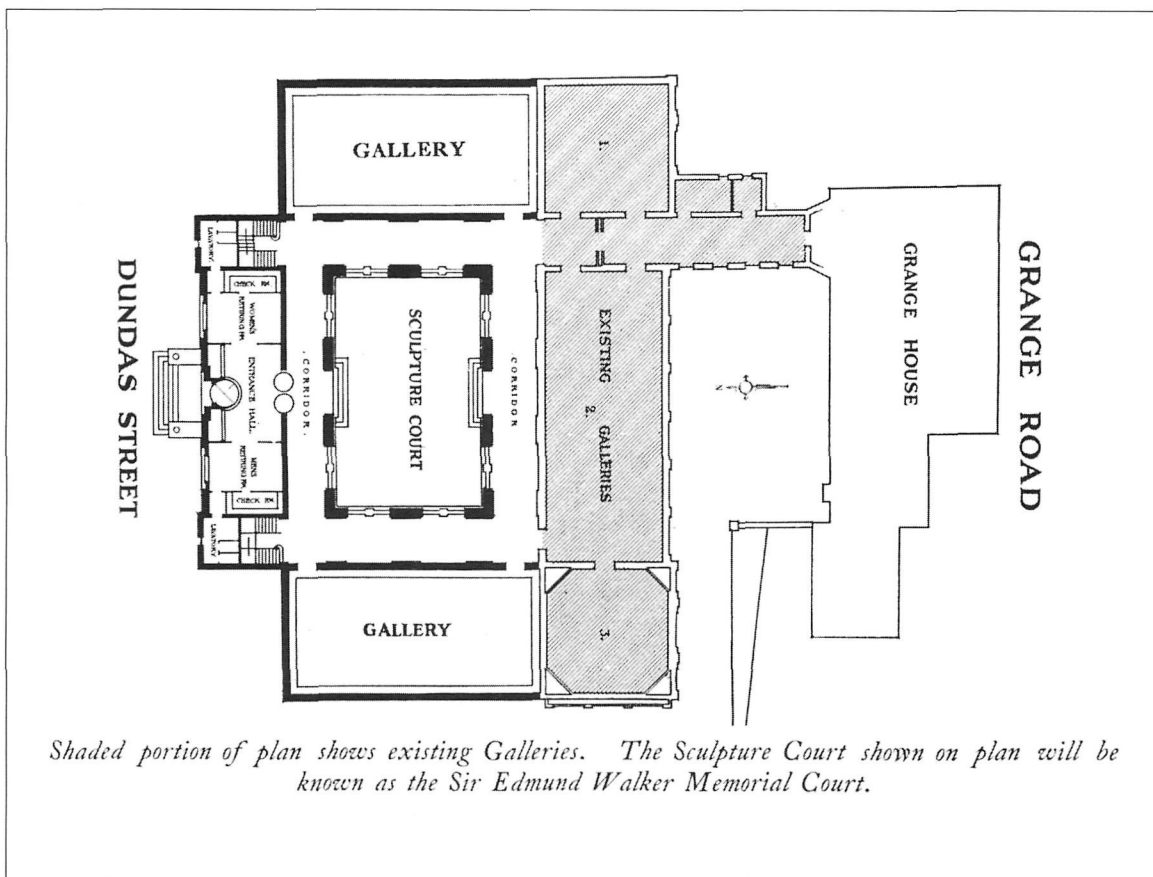 GALLERY
1.
LAVATORY
CHECK RM
WOMEN'S
RETIRING RM.
ENTRANCE HALL
MENS
RETIRING RM.
CHECK RM
LAVATORY
DUNDAS STREET
CORRIDOR.
SCULPTURE COURT
CORRIDOR
EXISTING
2. GALLERIES
3.
N
GRANGE HOUSE
GRANGE ROAD
GALLERY
Shaded portion of plan shows existing Galleries. The Sculpture Court shown on plan will be
known as the Sir Edmund Walker Memorial Court.